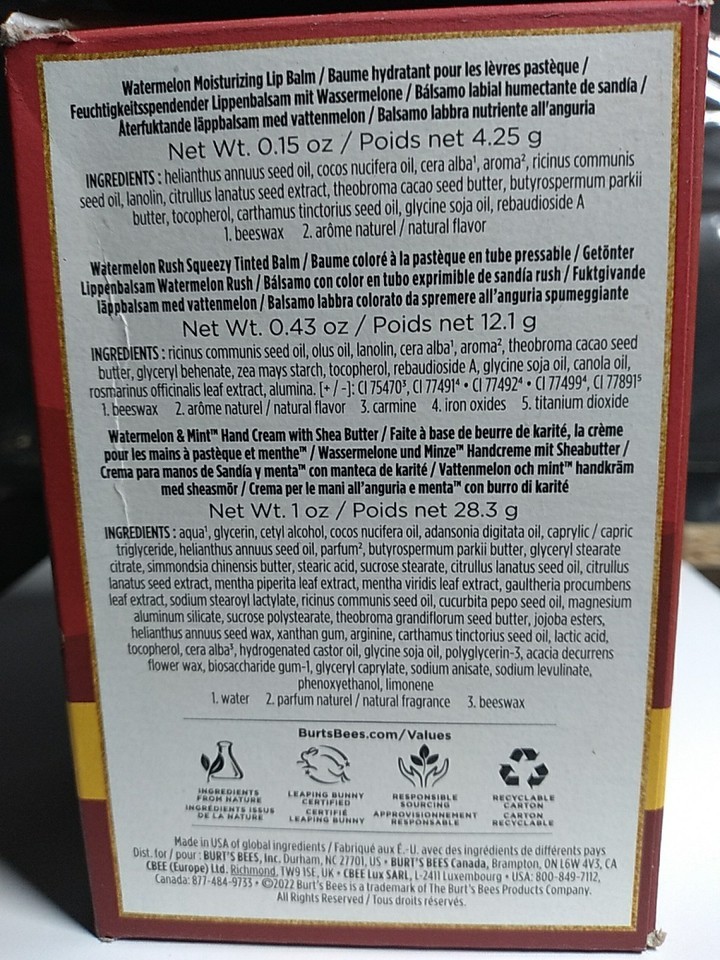 Watermelon Moisturizing Lip Balm / Baume hydratant pour les lèvres pastèque /
Feuchtigkeitsspendender Lippenbalsam mit Wassermelone / Bálsamo labial humectante de sandía /
Återfuktande läppbalsam med vattenmelon / Balsamo labbra nutriente all'anguria
Net Wt. 0.15 oz / Poids net 4.25 g
INGREDIENTS : helianthus annuus seed oil, cocos nucifera oil, cera alba¹, aroma², ricinus communis
seed oil, lanolin, citrullus lanatus seed extract, theobroma cacao seed butter, butyrospermum parkii
butter, tocopherol, carthamus tinctorius seed oil, glycine soja oil, rebaudioside A
1. beeswax 2. arôme naturel / natural flavor
Watermelon Rush Squeezy Tinted Balm / Baume coloré à la pastèque en tube pressable / Getönter
Lippenbalsam Watermelon Rush / Bálsamo con color en tubo exprimible de sandía rush / Fuktgivande
läppbalsam med vattenmelon / Balsamo labbra colorato da spremere all'anguria spumeggiante
Net Wt. 0.43 oz / Poids net 12.1 g
INGREDIENTS : ricinus communis seed oil, olus oil, lanolin, cera alba¹, aroma², theobroma cacao seed
butter, glyceryl behenate, zea mays starch, tocopherol, rebaudioside A, glycine soja oil, canola oil,
rosmarinus officinalis leaf extract, alumina. [+ / -]: CI 75470³, CI 77491⁴ • CI 77492⁴ • CI 77499⁴, CI 77891⁵
1. beeswax 2. arôme naturel / natural flavor 3. carmine 4. iron oxides 5. titanium dioxide
Watermelon & Mint™ Hand Cream with Shea Butter / Faite à base de beurre de karité, la crème
pour les mains à pastèque et menthe™ / Wassermelone und Minze™ Handcreme mit Sheabutter /
Crema para manos de Sandía y menta™ con manteca de karité / Vattenmelon och mint™ handkräm
med sheasmör / Crema per le mani all'anguria e menta™ con burro di karité
Net Wt. 1 oz / Poids net 28.3 g
INGREDIENTS : aqua¹, glycerin, cetyl alcohol, cocos nucifera oil, adansonia digitata oil, caprylic / capric
triglyceride, helianthus annuus seed oil, parfum², butyrospermum parkii butter, glyceryl stearate
citrate, simmondsia chinensis butter, stearic acid, sucrose stearate, citrullus lanatus seed oil, citrullus
lanatus seed extract, mentha piperita leaf extract, mentha viridis leaf extract, gaultheria procumbens
leaf extract, sodium stearoyl lactylate, ricinus communis seed oil, cucurbita pepo seed oil, magnesium
aluminum silicate, sucrose polystearate, theobroma grandiflorum seed butter, jojoba esters,
helianthus annuus seed wax, xanthan gum, arginine, carthamus tinctorius seed oil, lactic acid,
tocopherol, cera alba³, hydrogenated castor oil, glycine soja oil, polyglycerin-3, acacia decurrens
flower wax, biosaccharide gum-1, glyceryl caprylate, sodium anisate, sodium levulinate,
phenoxyethanol, limonene
1. water 2. parfum naturel / natural fragrance 3. beeswax
BurtsBees.com/Values
INGREDIENTS
FROM NATURE
INGRÉDIENTS ISSUS
DE LA NATURE
LEAPING BUNNY
CERTIFIED
CERTIFIÉ
LEAPING BUNNY
RESPONSIBLE
SOURCING
APPROVISIONNEMENT
RESPONSABLE
RECYCLABLE
CARTON
CARTON
RECYCLABLE
Made in USA of global ingredients / Fabriqué aux É.-U. avec des ingrédients de différents pays
Dist. for / pour : BURT'S BEES, Inc. Durham, NC 27701, US • BURT'S BEES Canada, Brampton, ON L6W 4V3, CA
CBEE (Europe) Ltd. Richmond, TW9 1SE, UK • CBEE Lux SARL, L-2411 Luxembourg • USA: 800-849-7112,
Canada: 877-484-9733 • ©2022 Burt's Bees is a trademark of The Burt's Bees Products Company.
All Rights Reserved / Tous droits réservés.